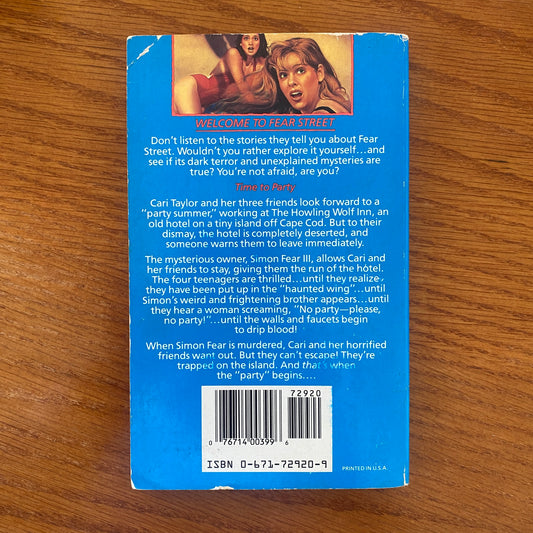 WELCOME TO FEAR STREET
Don't listen to the stories they tell you about Fear
Street. Wouldn't you rather explore it yourself...and
see if its dark terror and unexplained mysteries are
true? You're not afraid, are you?
Time to Party
Cari Taylor and her three friends look forward to a
"party summer," working at The Howling Wolf Inn, an
old hotel on a tiny island off Cape Cod. But to their
dismay, the hotel is completely deserted, and
someone warns them to leave immediately.
The mysterious owner, Simon Fear III, allows Cari and
her friends to stay, giving them the run of the hotel.
The four teenagers are thrilled...until they realize
they have been put up in the "haunted wing"...until
Simon's weird and frightening brother appears...until
they hear a woman screaming, "No party—please,
no party!"...until the walls and faucets begin
to drip blood!
When Simon Fear is murdered, Cari and her horrified
friends want out. But they can't escape! They're
trapped on the island. And that's when
the "party" begins....
72920
0 76714 00399 6
ISBN 0-671-72920-9
PRINTED IN U.S.A.